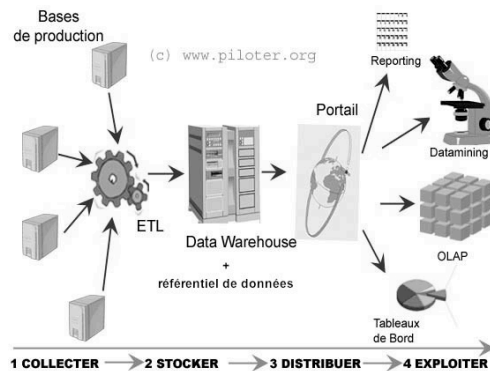 Bases
de production
(c) www.piloter.org
Reporting
Portail
Datamining
ETL
Data Warehouse
+
référentiel de données
OLAP
Tableaux
de Bord
1 COLLECTER
2 STOCKER
3 DISTRIBUER
4 EXPLOITER